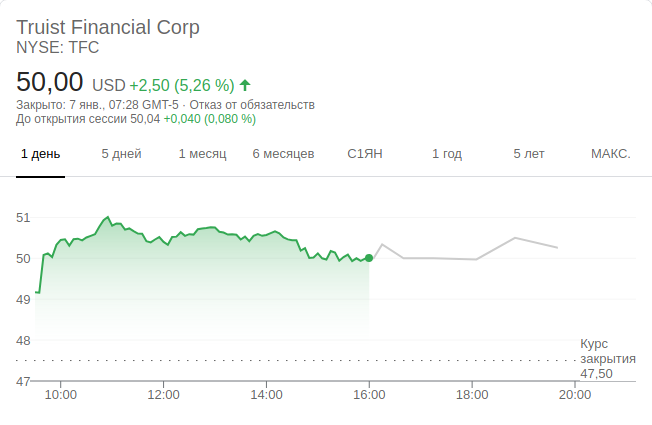 Truist Financial Corp
NYSE: TFC
50,00 USD +2,50 (5,26 %)
Закрыто: 7 янв., 07:28 GMT-5 · Отказ от обязательств
До открытия сессии 50,04 +0,040 (0,080 %)
1 день 5 дней 1 месяц 6 месяцев С1ЯН 1 год 5 лет МАКС.
51
50
49
48
Курс
закрытия
47,50
47
10:00 12:00 14:00 16:00 18:00 20:00